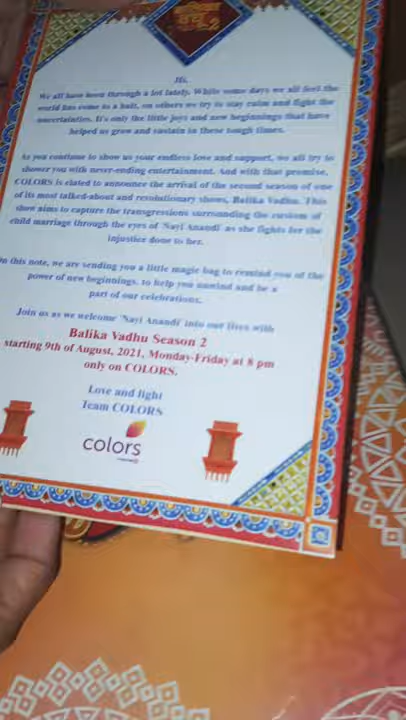 बालिका
वधू 2
Hi,
We all have been through a lot lately. While some days we all feel the
world has come to a halt, on others we try to stay calm and fight the
uncertainties. It's only the little joys and new beginnings that have
helped us grow and sustain in these tough times.
As you continue to show us your endless love and support, we all try to
shower you with never-ending entertainment. And with that promise,
COLORS is elated to announce the arrival of the second season of one
of its most talked-about and revolutionary shows, Balika Vadhu. This
show aims to capture the transgressions surrounding the custom of
child marriage through the eyes of 'Nayi Anandi' as she fights for the
injustice done to her.
On this note, we are sending you a little magic bag to remind you of the
power of new beginnings, to help you unwind and be a
part of our celebrations.
Join us as we welcome 'Nayi Anandi' into our lives with
Balika Vadhu Season 2
starting 9th of August, 2021, Monday-Friday at 8 pm
only on COLORS.
Love and light
Team COLORS
colors